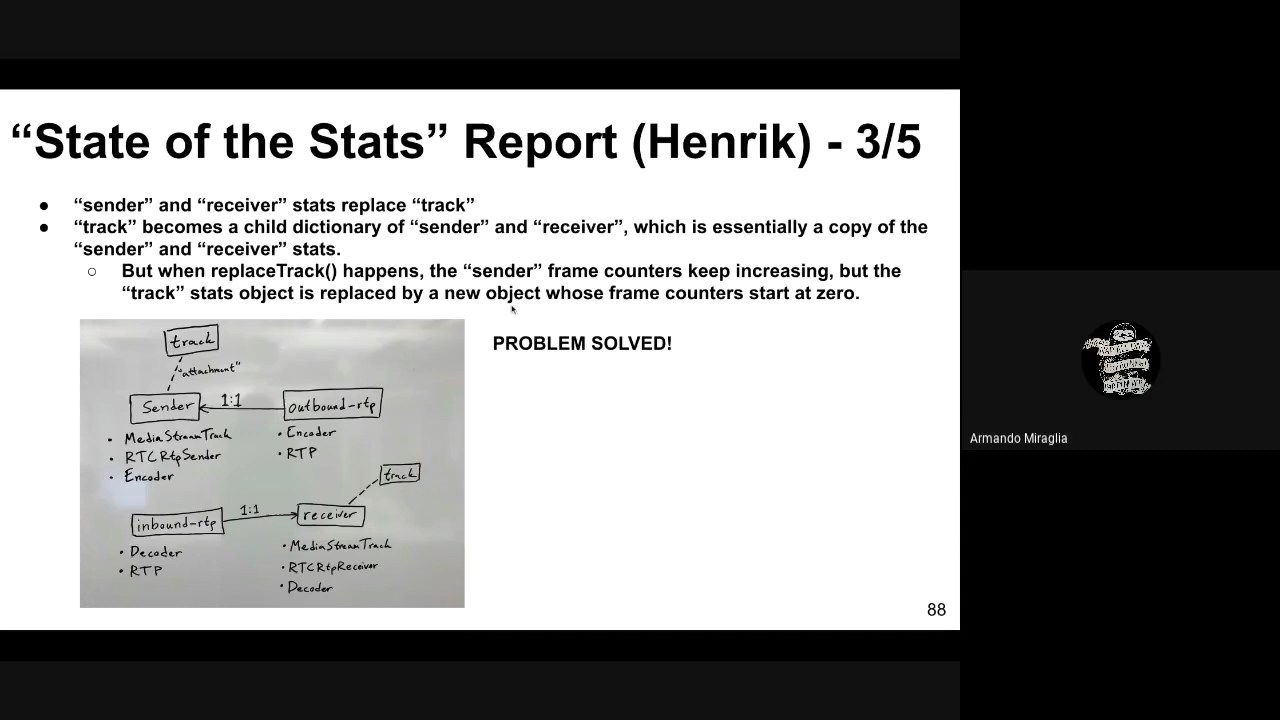 “State of the Stats” Report (Henrik) - 3/5
● “sender” and “receiver” stats replace “track”
● “track” becomes a child dictionary of “sender” and “receiver”, which is essentially a copy of the
“sender” and “receiver” stats.
○ But when replaceTrack() happens, the “sender” frame counters keep increasing, but the
“track” stats object is replaced by a new object whose frame counters start at zero.
PROBLEM SOLVED!
track
"attachment"
Sender
1:1
outbound-rtp
• MediaStreamTrack
• RTCRtpSender
• Encoder
• Encoder
• RTP
track
inbound-rtp
1:1
receiver
• Decoder
• RTP
• MediaStreamTrack
• RTCRtpReceiver
• Decoder
88
Armando Miraglia